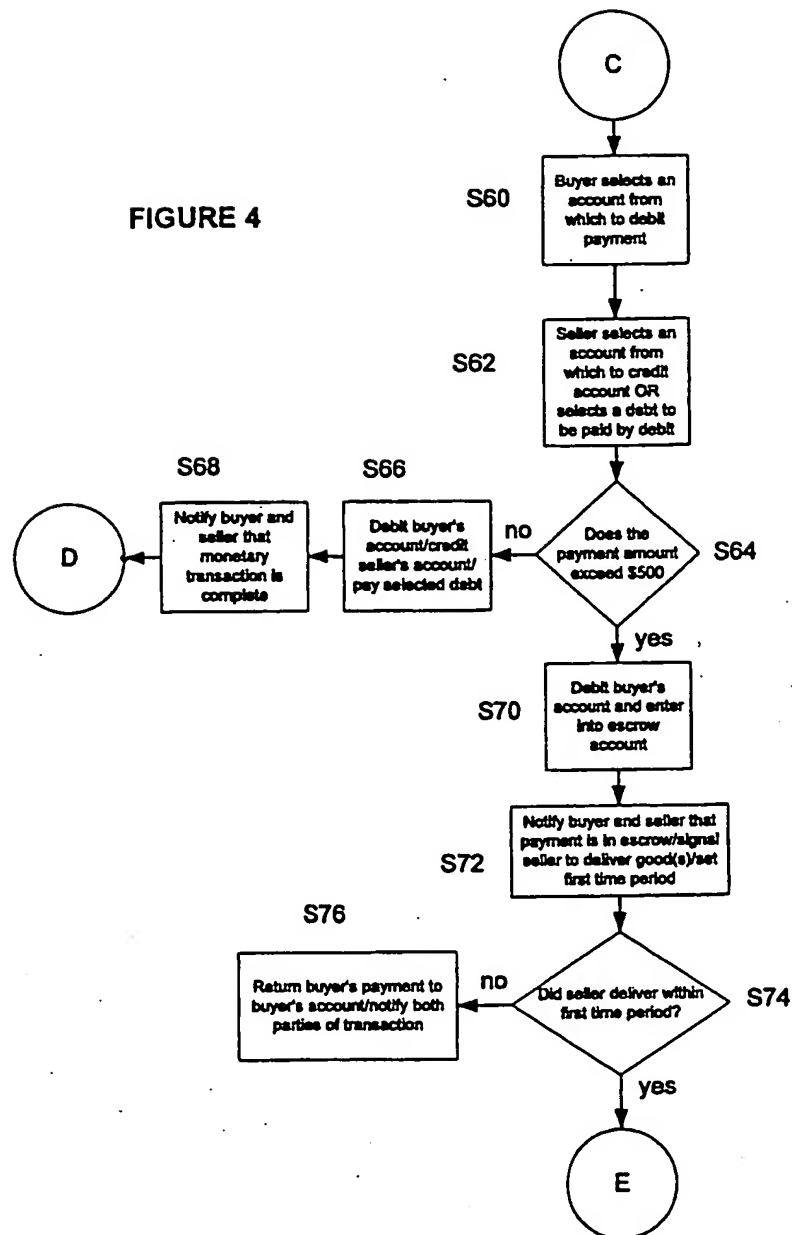 C
FIGURE 4
S60
Buyer selects an
account from
which to debit
payment
S62
Seller selects an
account from
which to credit
account OR
selects a debt to
be paid by debit
S68
S66
D
Notify buyer and
seller that
monetary
transaction is
complete
Debit buyer's
account/credit
seller's account/
pay selected debt
no
Does the
payment amount
exceed $500
S64
yes
S70
Debit buyer's
account and enter
into escrow
account
S72
Notify buyer and seller that
payment is in escrow/signal
seller to deliver good(s)/set
first time period
S76
Return buyer's payment to
buyer's account/notify both
parties of transaction
no
Did seller deliver within
first time period?
S74
yes
E